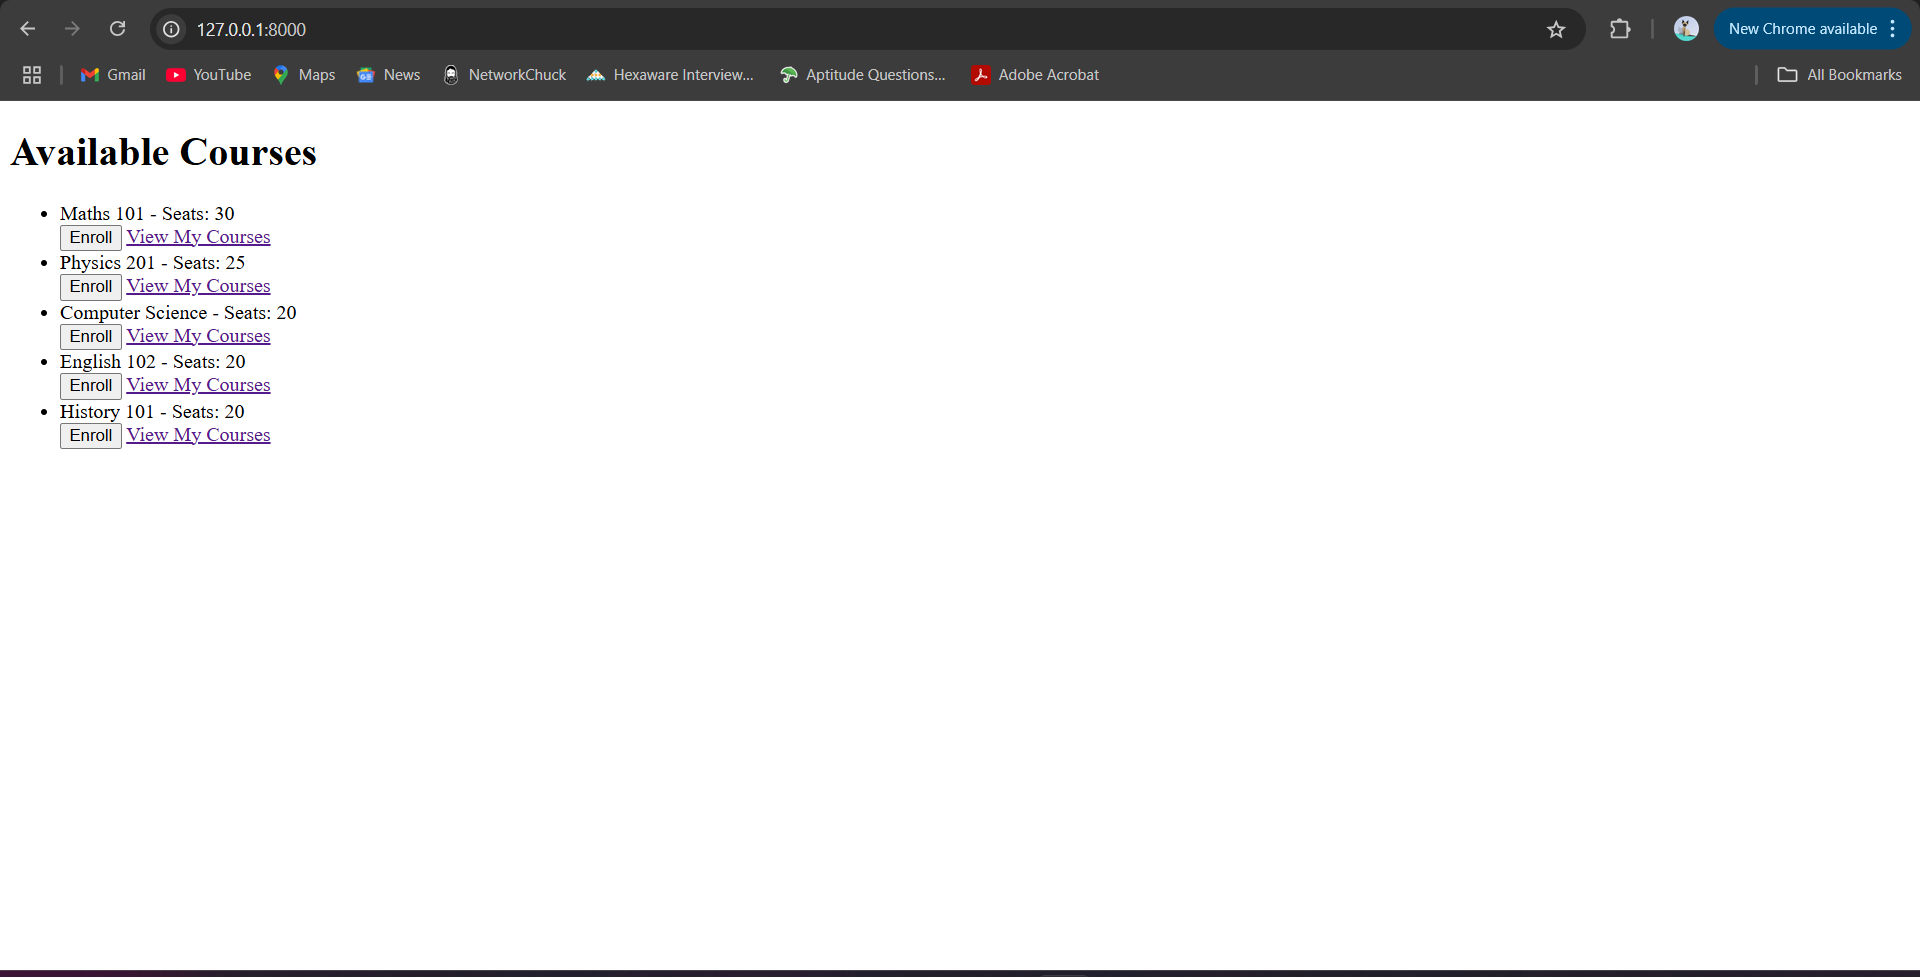 127.0.0.1:8000
New Chrome available
Gmail YouTube Maps News NetworkChuck Hexaware Interview... Aptitude Questions... Adobe Acrobat All Bookmarks
Available Courses
Maths 101 - Seats: 30
Enroll View My Courses
Physics 201 - Seats: 25
Enroll View My Courses
Computer Science - Seats: 20
Enroll View My Courses
English 102 - Seats: 20
Enroll View My Courses
History 101 - Seats: 20
Enroll View My Courses